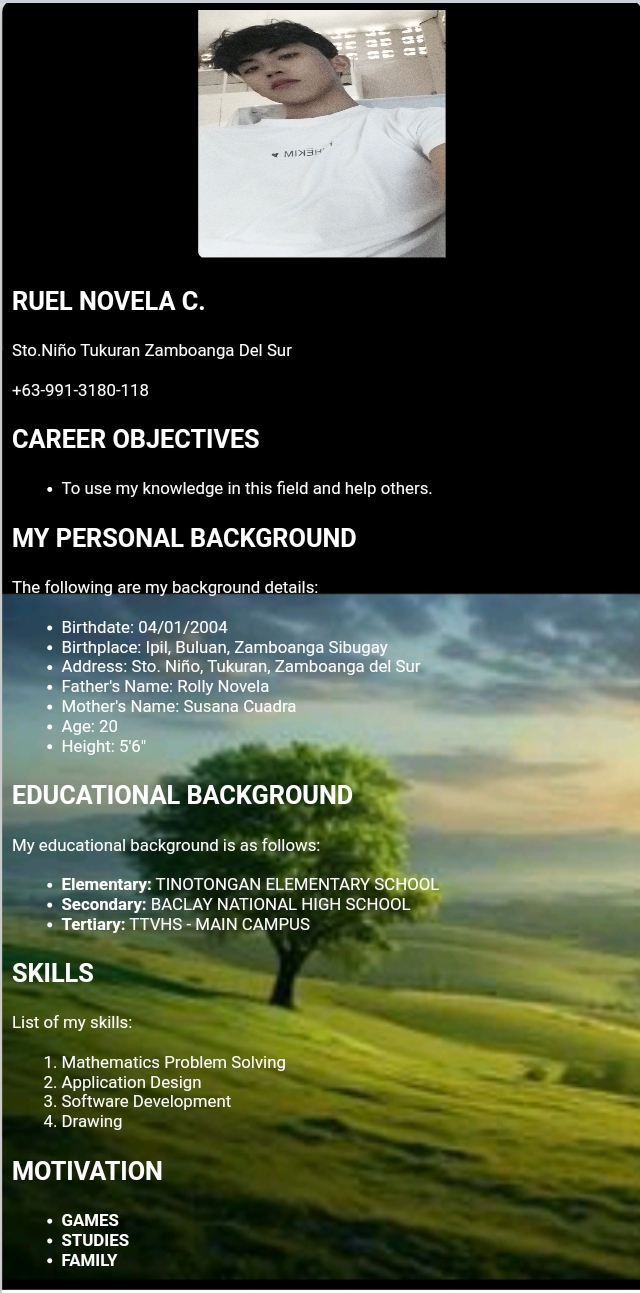 RUEL NOVELA C.
Sto.Niño Tukuran Zamboanga Del Sur
+63-991-3180-118
CAREER OBJECTIVES
• To use my knowledge in this field and help others.
MY PERSONAL BACKGROUND
The following are my background details:
• Birthdate: 04/01/2004
• Birthplace: Ipil, Buluan, Zamboanga Sibugay
• Address: Sto. Niño, Tukuran, Zamboanga del Sur
• Father's Name: Rolly Novela
• Mother's Name: Susana Cuadra
• Age: 20
• Height: 5'6"
EDUCATIONAL BACKGROUND
My educational background is as follows:
• Elementary: TINOTONGAN ELEMENTARY SCHOOL
• Secondary: BACLAY NATIONAL HIGH SCHOOL
• Tertiary: TTVHS - MAIN CAMPUS
SKILLS
List of my skills:
1. Mathematics Problem Solving
2. Application Design
3. Software Development
4. Drawing
MOTIVATION
• GAMES
• STUDIES
• FAMILY